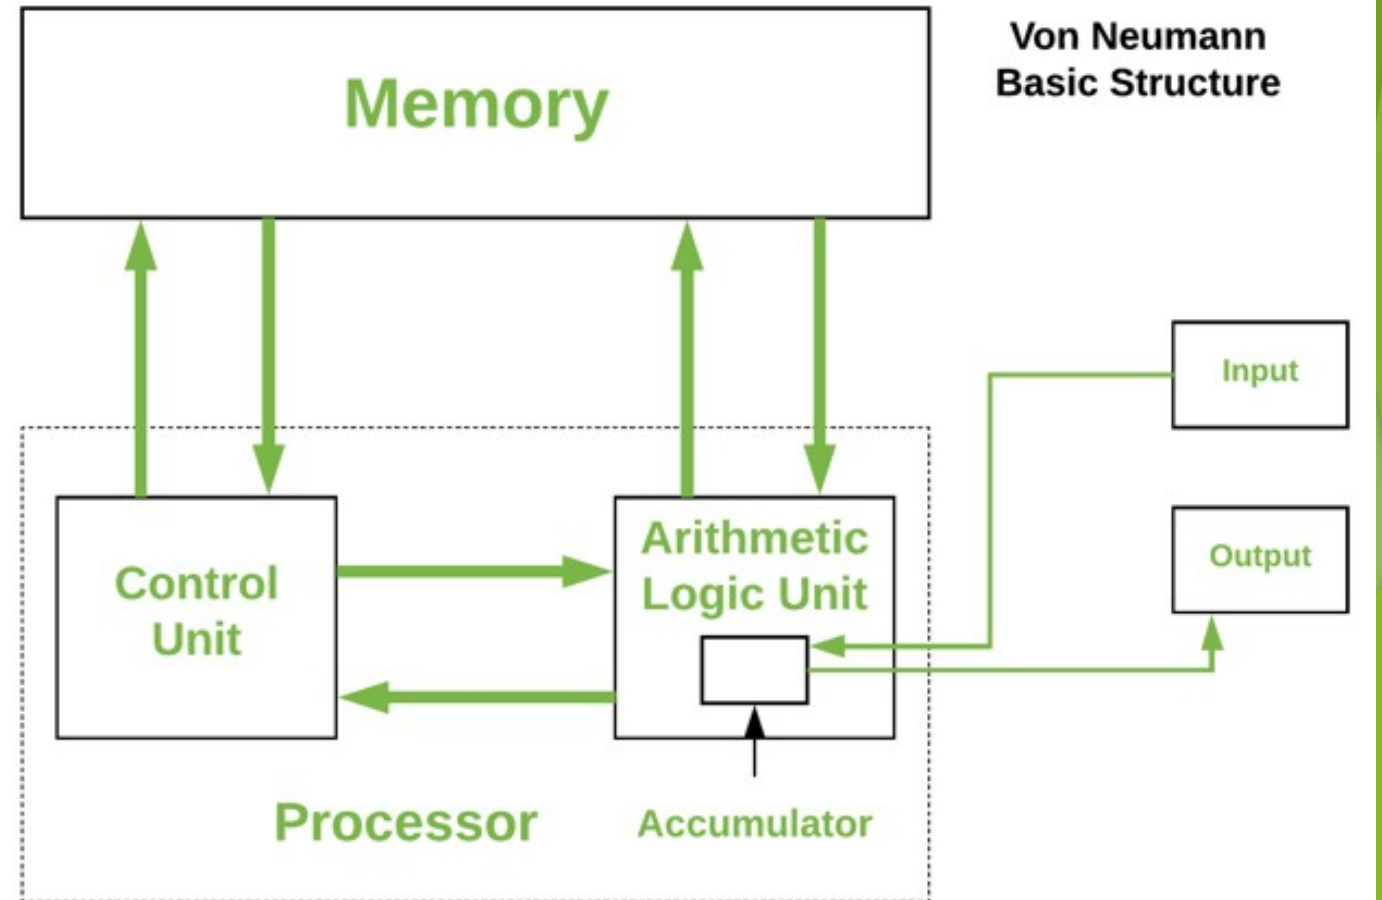 Von Neumann
Basic Structure
Memory
Input
Output
Control
Unit
Arithmetic
Logic Unit
Processor
Accumulator